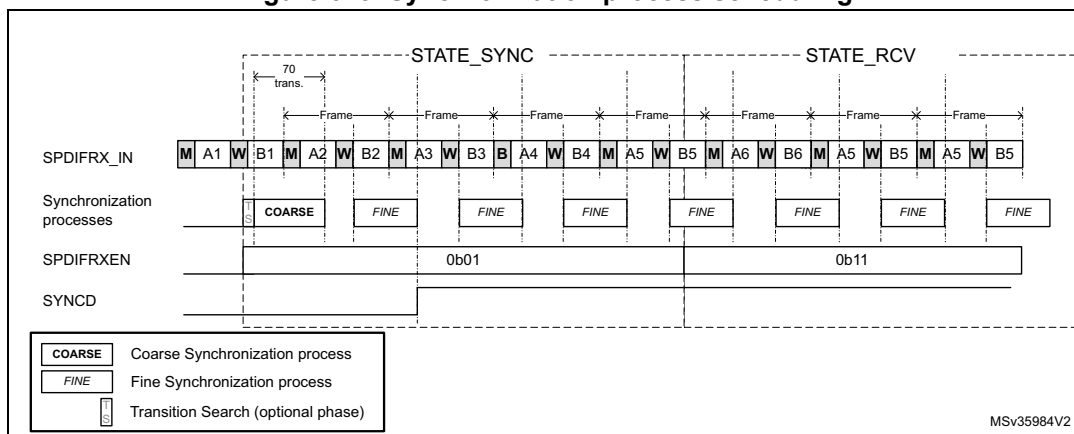 STATE_SYNC STATE_RCV
70
trans.
Frame Frame Frame Frame Frame Frame Frame
SPDIFRX_IN M A1 W B1 M A2 W B2 M A3 W B3 B A4 W B4 M A5 W B5 M A6 W B6 M A5 W B5 M A5 W B5
Synchronization
processes
TS COARSE FINE FINE FINE FINE FINE FINE FINE
SPDIFRXEN 0b01 0b11
SYNCD
COARSE Coarse Synchronization process
FINE Fine Synchronization process
TS Transition Search (optional phase)
MSv35984V2